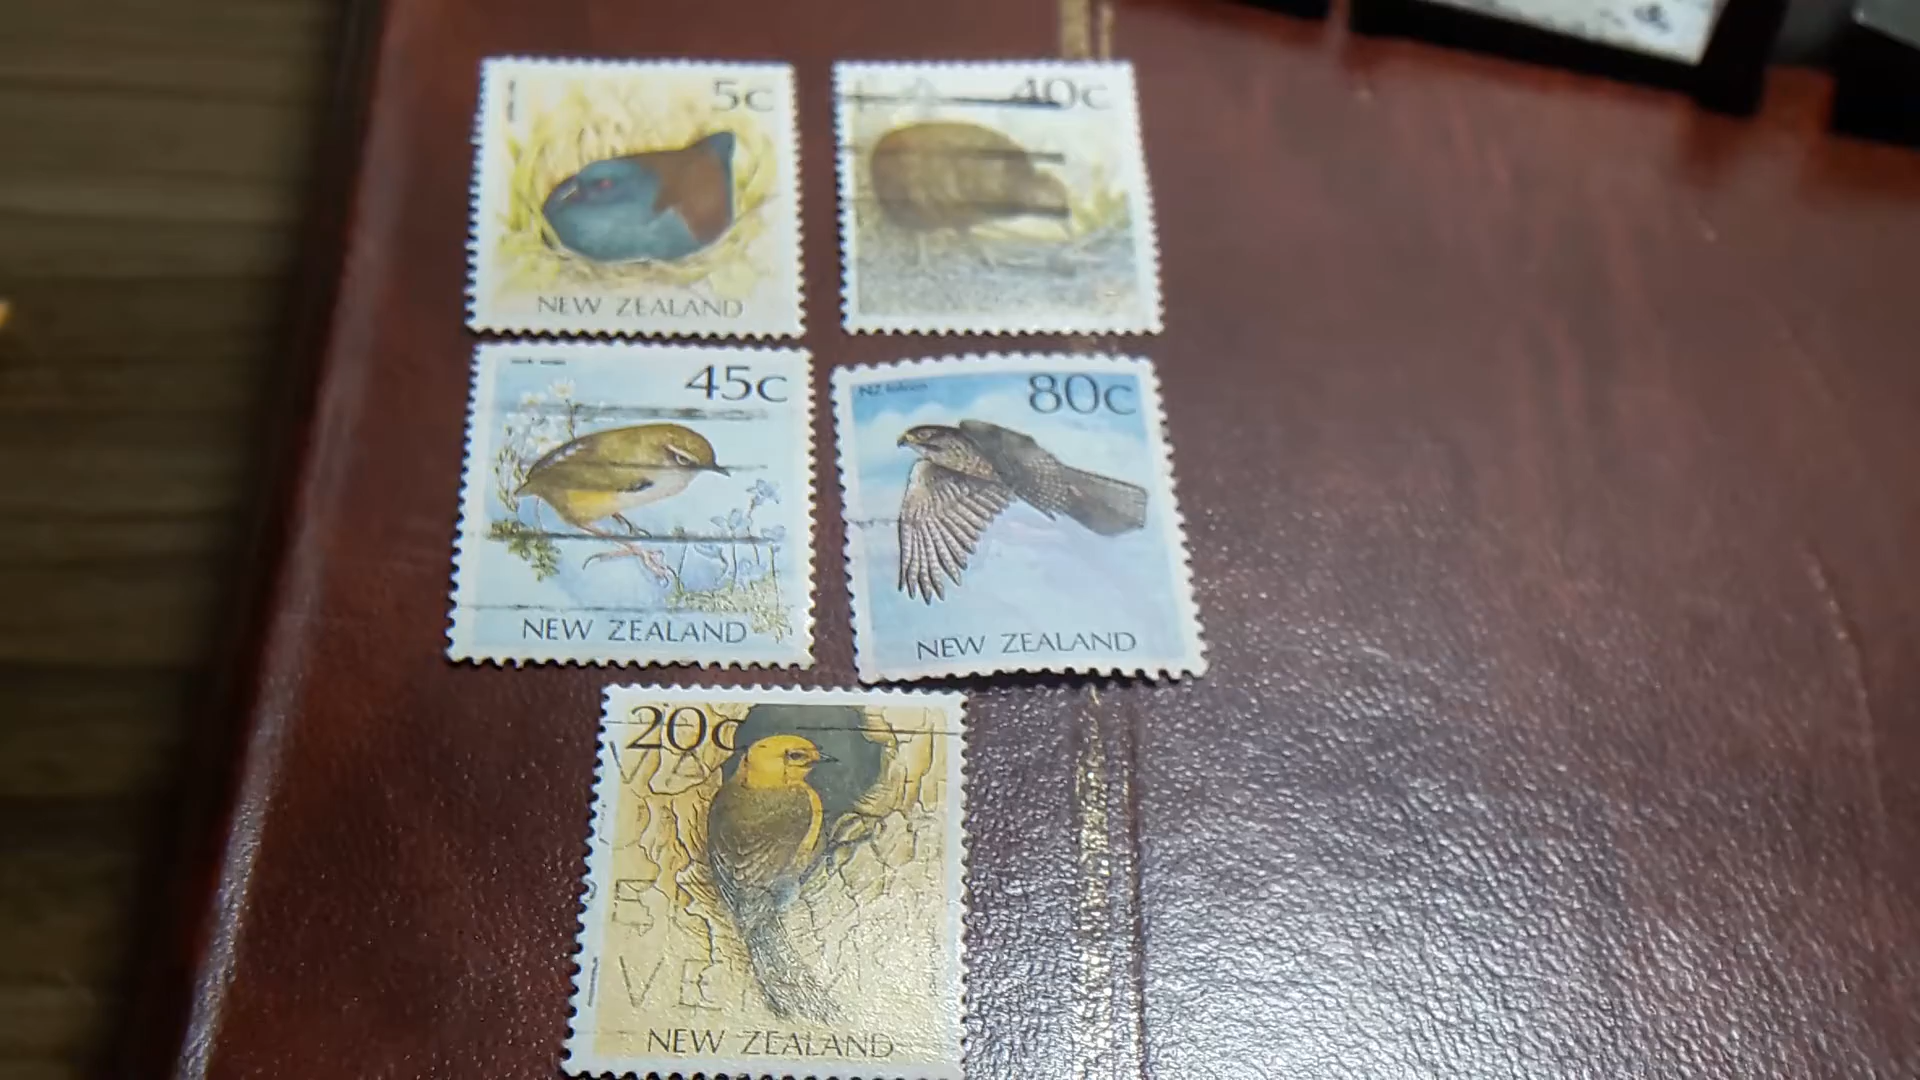 5c
NEW ZEALAND
40c
45c
NEW ZEALAND
NZ falcon
80c
NEW ZEALAND
20c
NEW ZEALAND